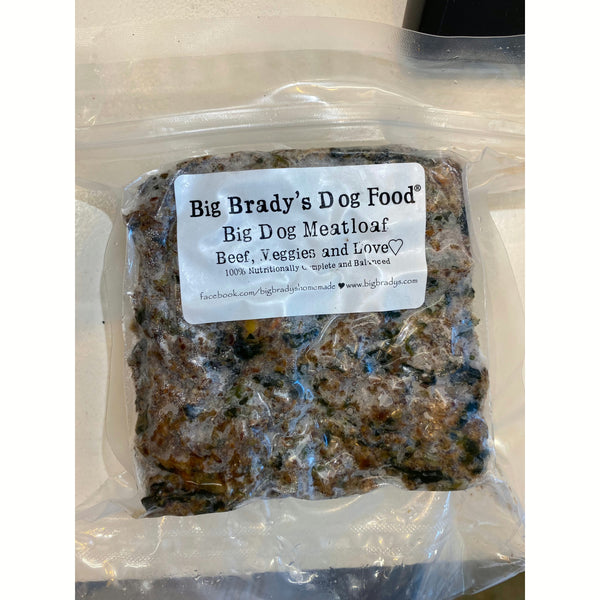 Big Brady's Dog Food®
Big Dog Meatloaf
Beef, Veggies and Love♡
100% Nutritionally Complete and Balanced
facebook.com/bigbradyshomemade ♥ www.bigbradys.com